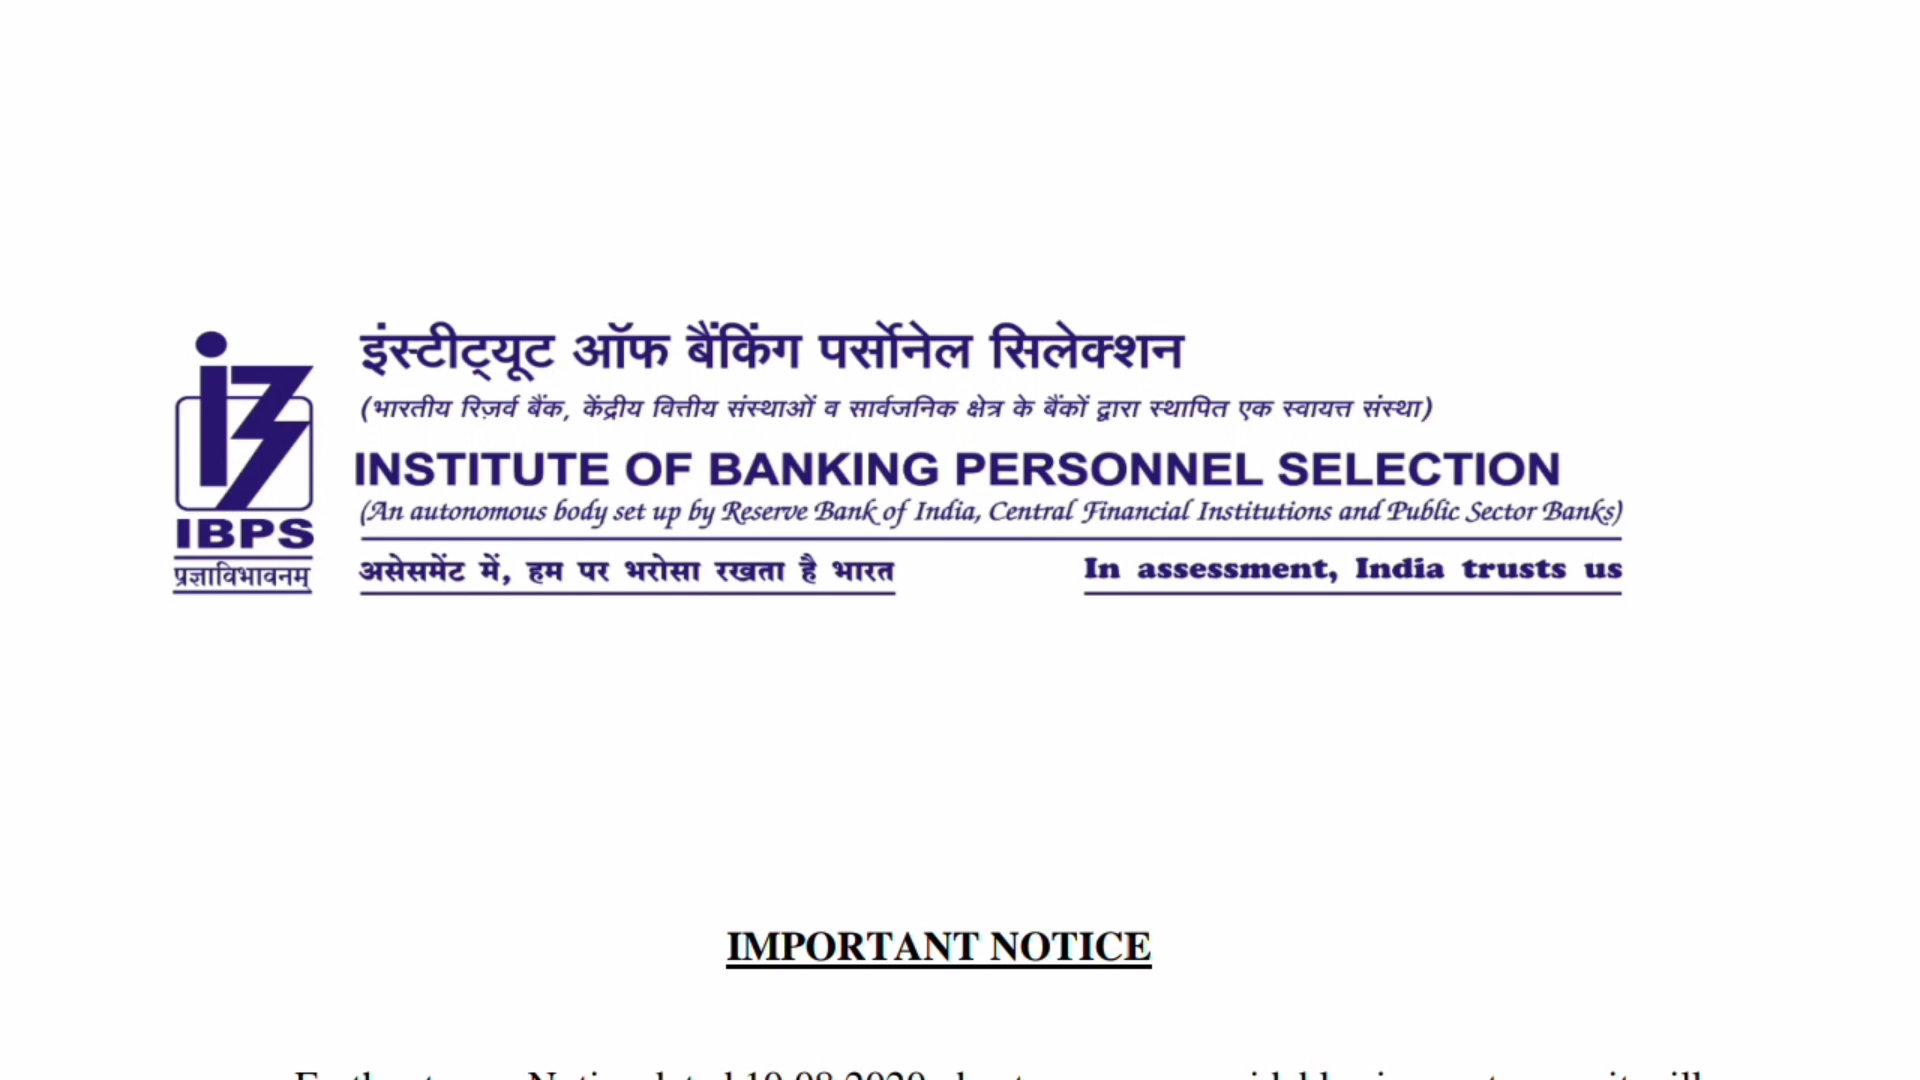 इंस्टीट्यूट ऑफ बैंकिंग पर्सोनेल सिलेक्शन
(भारतीय रिज़र्व बैंक, केंद्रीय वित्तीय संस्थाओं व सार्वजनिक क्षेत्र के बैंकों द्वारा स्थापित एक स्वायत्त संस्था)
INSTITUTE OF BANKING PERSONNEL SELECTION
(An autonomous body set up by Reserve Bank of India, Central Financial Institutions and Public Sector Banks)
IBPS
प्रज्ञाविभावनम्
असेसमेंट में, हम पर भरोसा रखता है भारत
In assessment, India trusts us
IMPORTANT NOTICE